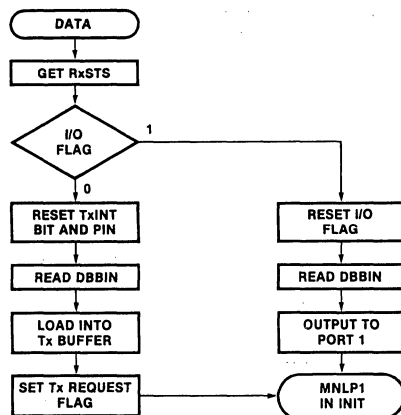 DATA
GET RxSTS
I/O
FLAG
1
0
RESET TxINT
BIT AND PIN
READ DBBIN
LOAD INTO
Tx BUFFER
SET Tx REQUEST
FLAG
RESET I/O
FLAG
READ DBBIN
OUTPUT TO
PORT 1
MNLP1
IN INIT